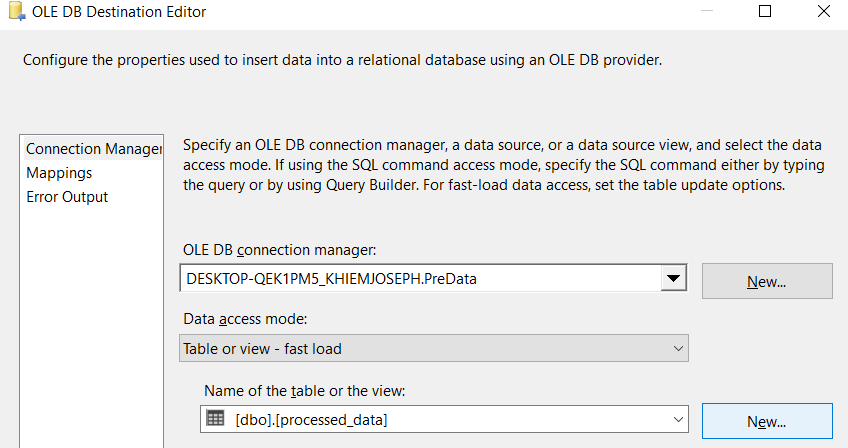 OLE DB Destination Editor
Configure the properties used to insert data into a relational database using an OLE DB provider.
Connection Manager
Mappings
Error Output
Specify an OLE DB connection manager, a data source, or a data source view, and select the data
access mode. If using the SQL command access mode, specify the SQL command either by typing
the query or by using Query Builder. For fast-load data access, set the table update options.
OLE DB connection manager:
DESKTOP-QEK1PM5_KHIEMJOSEPH.PreData
New...
Data access mode:
Table or view - fast load
Name of the table or the view:
[dbo].[processed_data]
New...